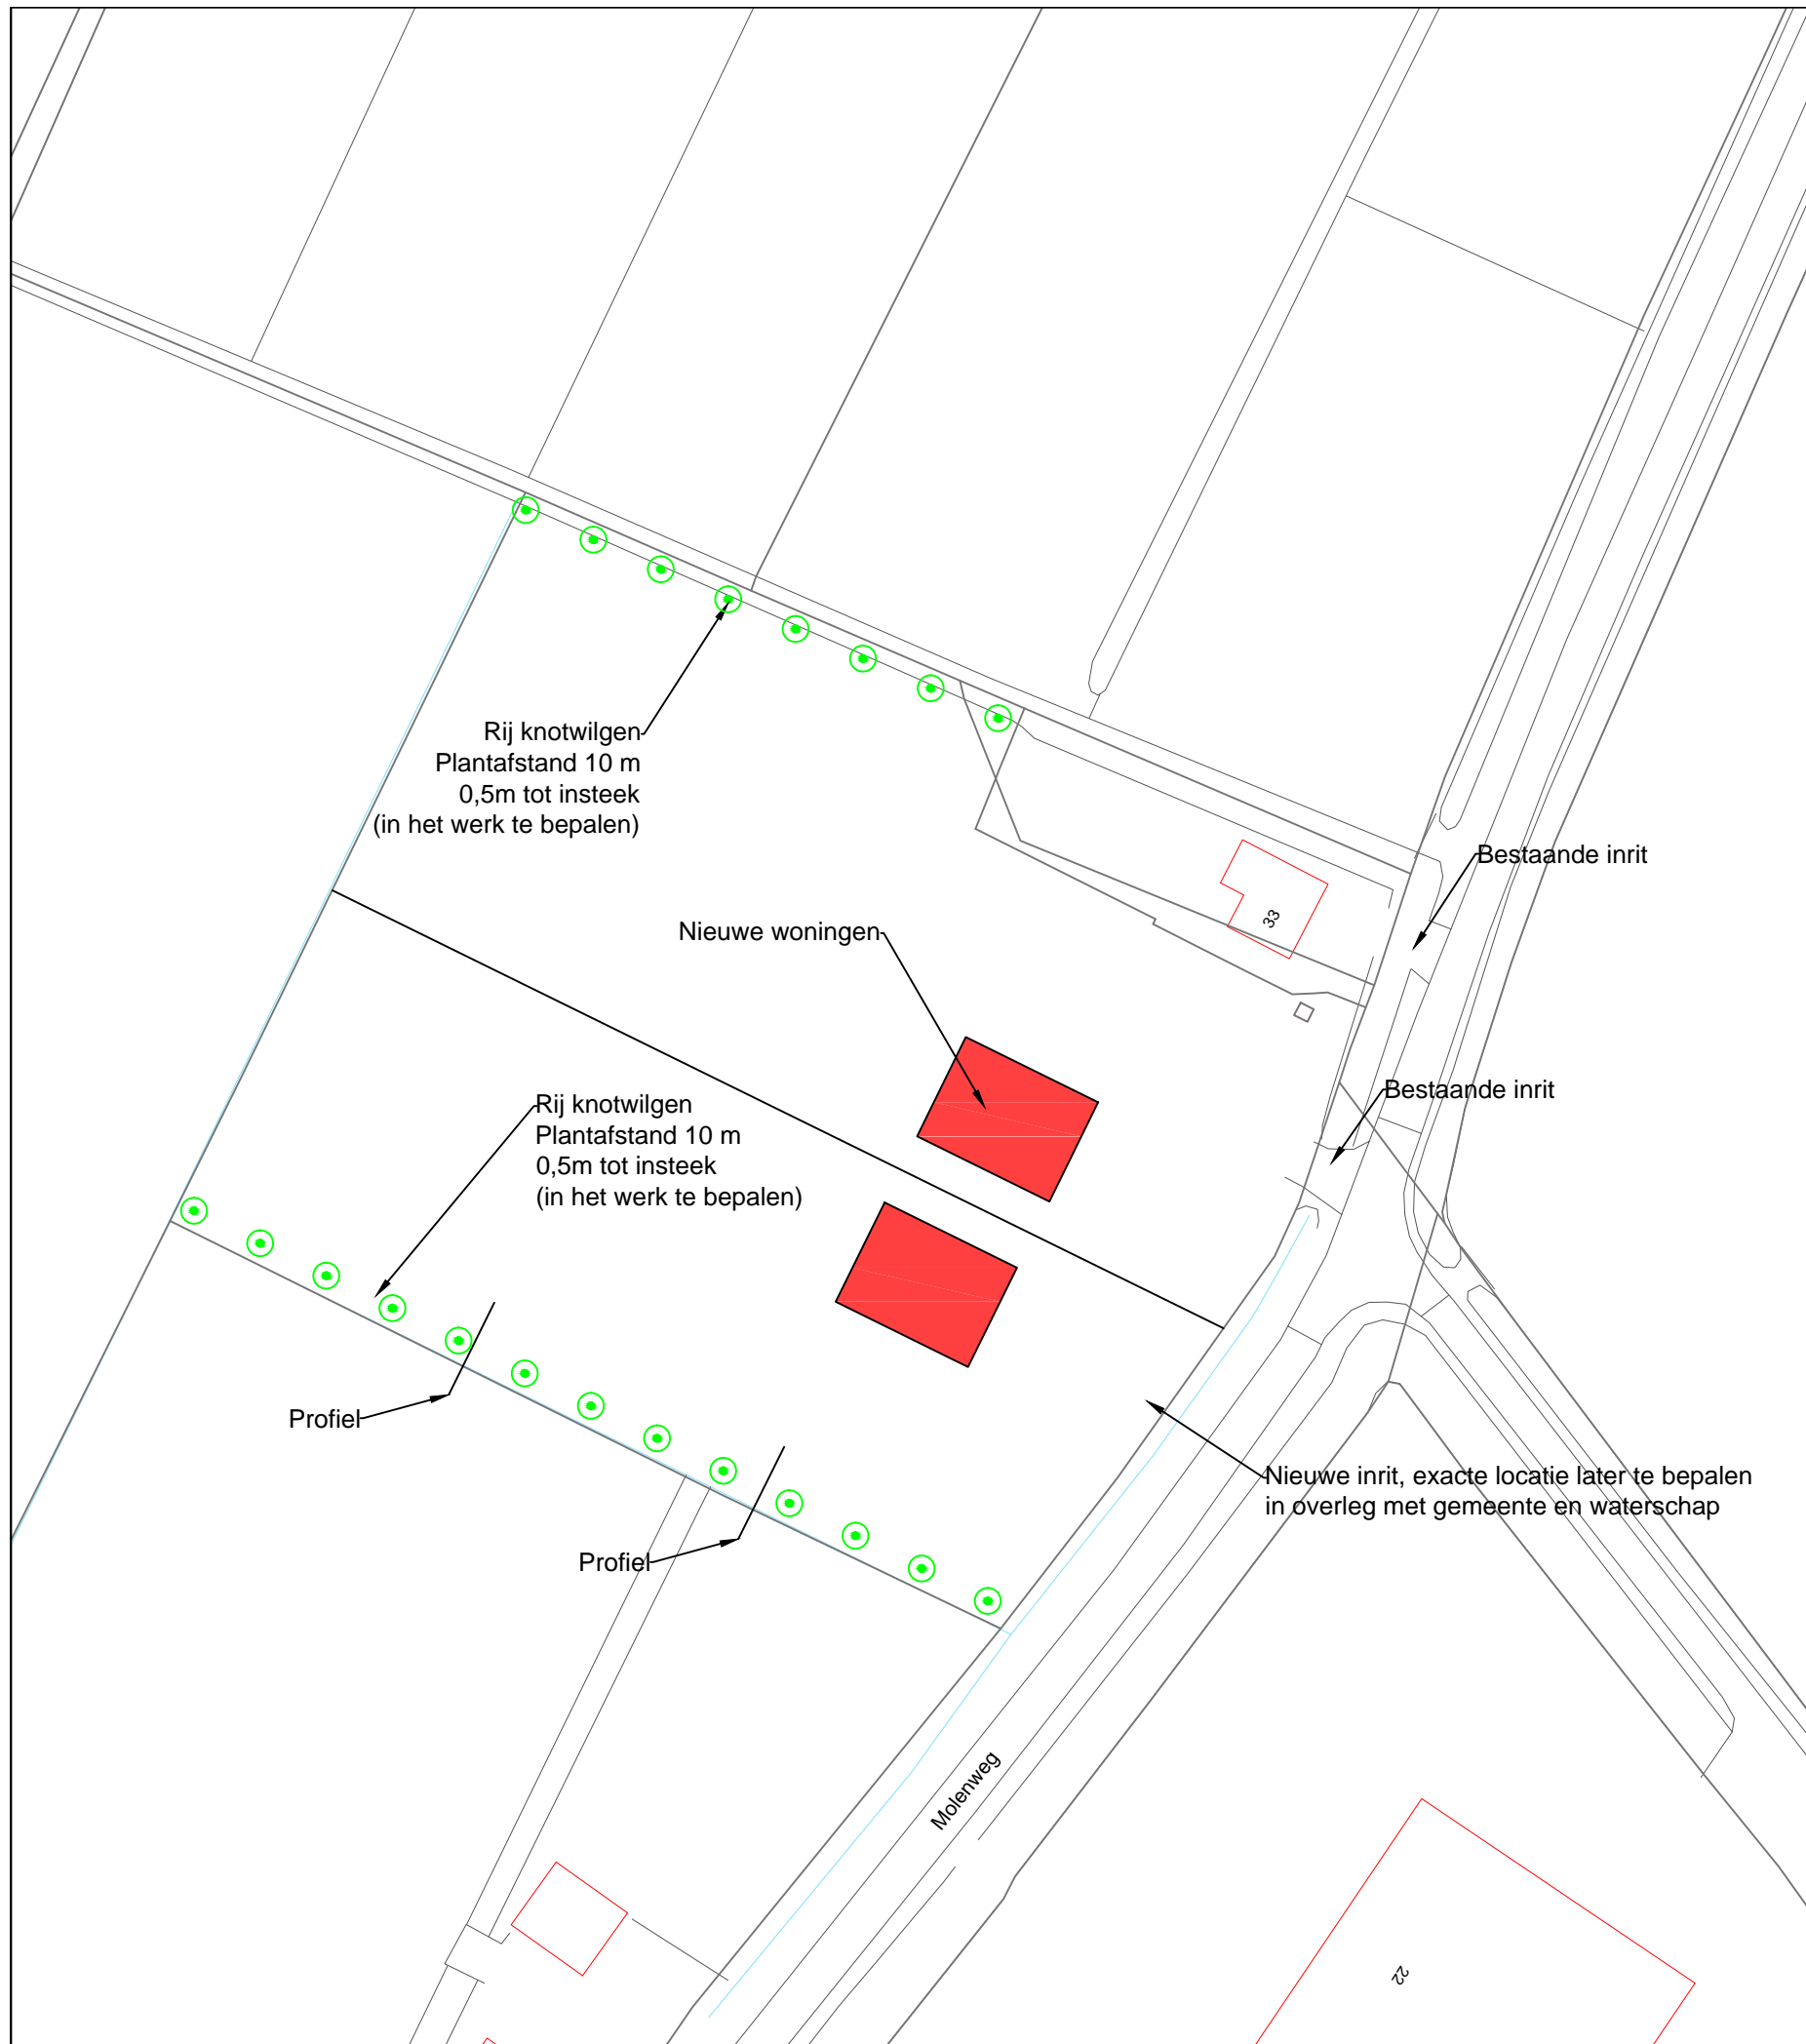 Rij knotwilgen
Plantafstand 10 m
0,5m tot insteek
(in het werk te bepalen)
Bestaande inrit
33
Nieuwe woningen
Bestaande inrit
Rij knotwilgen
Plantafstand 10 m
0,5m tot insteek
(in het werk te bepalen)
Profiel
Nieuwe inrit, exacte locatie later te bepalen
in overleg met gemeente en waterschap
Profiel
Molenweg
22